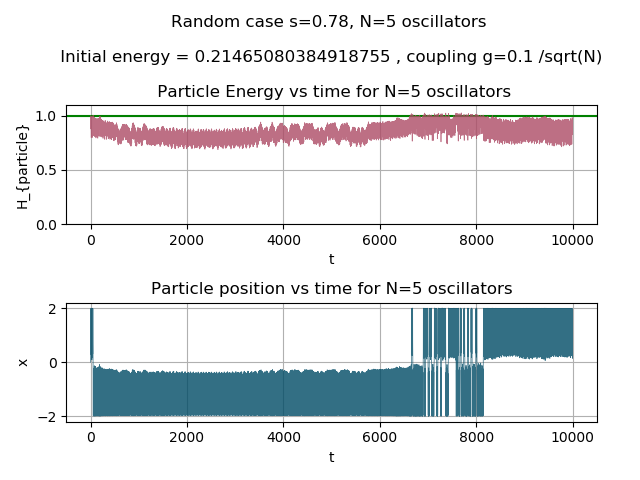 Random case s=0.78, N=5 oscillators
Initial energy = 0.21465080384918755 , coupling g=0.1 /sqrt(N)
Particle Energy vs time for N=5 oscillators
H_{particle}
1.0
0.5
0.0
0 2000 4000 6000 8000 10000
t
Particle position vs time for N=5 oscillators
x
2
0
−2
0 2000 4000 6000 8000 10000
t